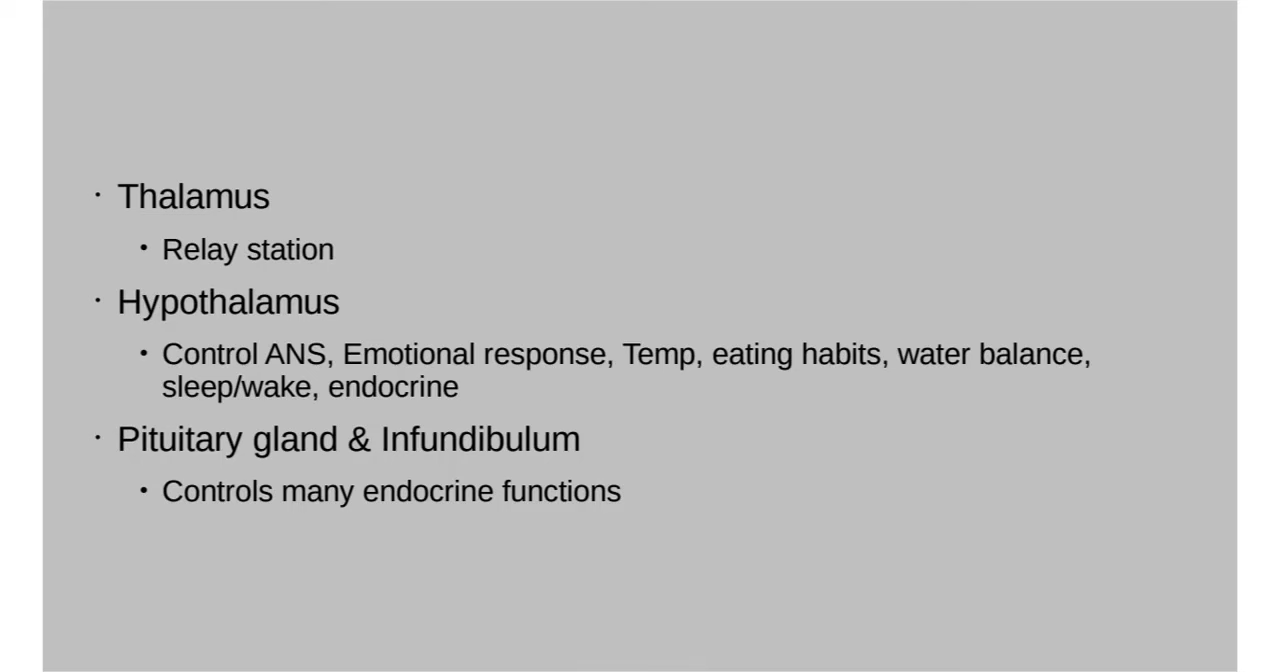 · Thalamus
• Relay station
· Hypothalamus
• Control ANS, Emotional response, Temp, eating habits, water balance,
sleep/wake, endocrine
· Pituitary gland & Infundibulum
• Controls many endocrine functions